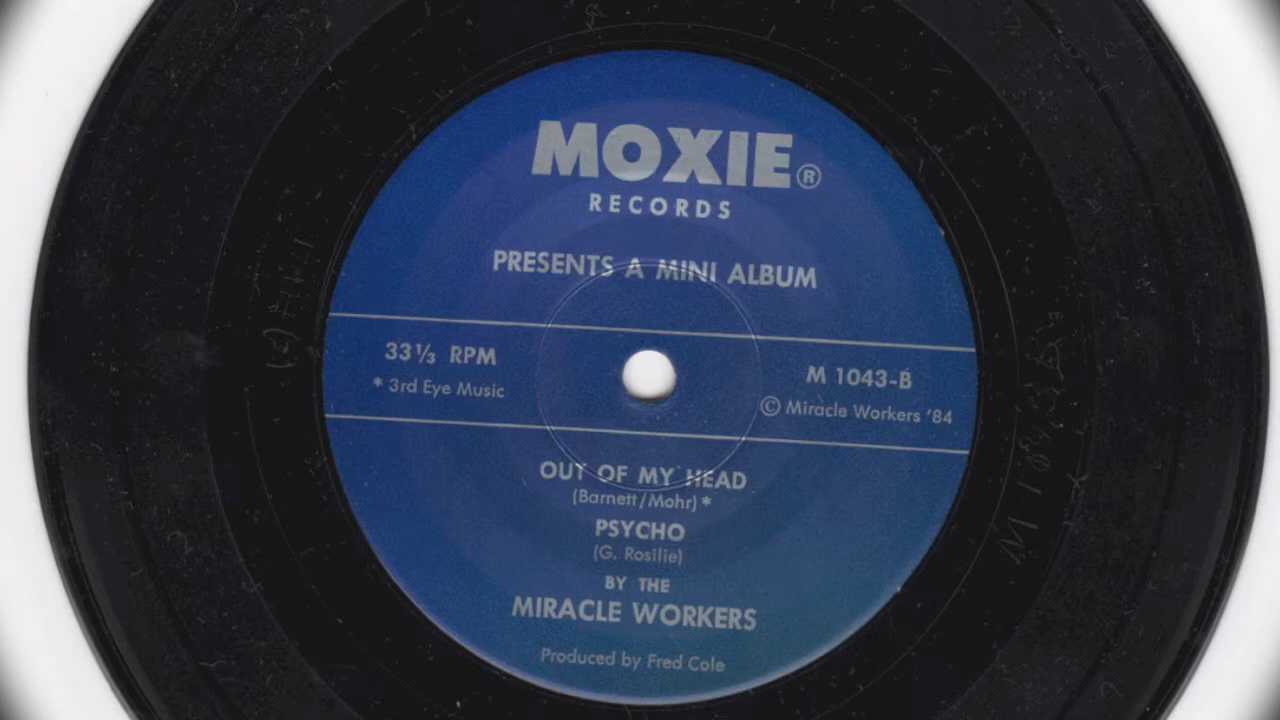 MOXIE®
RECORDS
PRESENTS A MINI ALBUM
33⅓ RPM
* 3rd Eye Music
M 1043-B
© Miracle Workers '84
OUT OF MY HEAD
(Barnett/Mohr)*
PSYCHO
(G. Rosilie)
BY THE
MIRACLE WORKERS
Produced by Fred Cole